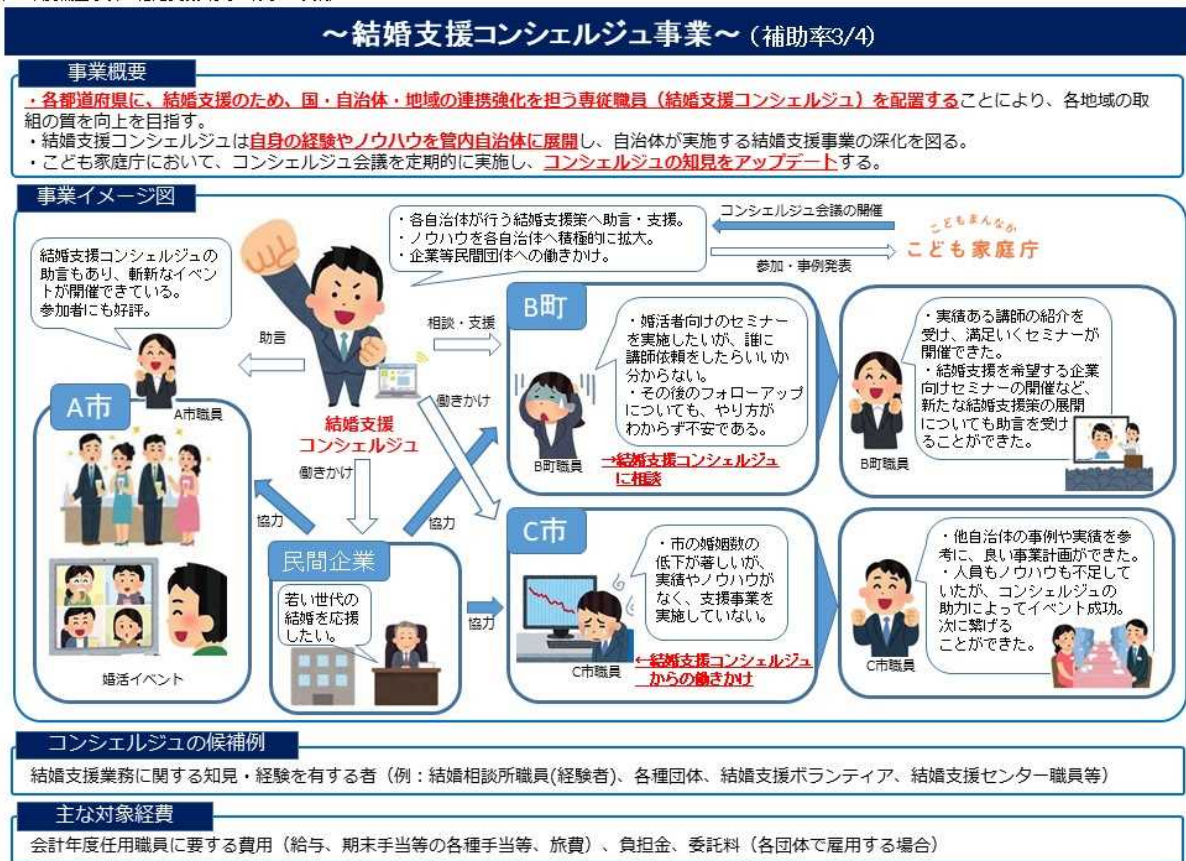 ～結婚支援コンシェルジュ事業～（補助率3/4）
事業概要
・各都道府県に、結婚支援のため、国・自治体・地域の連携強化を担う専従職員（結婚支援コンシェルジュ）を配置することにより、各地域の取
組の質を向上を目指す。
・結婚支援コンシェルジュは自身の経験やノウハウを管内自治体に展開し、自治体が実施する結婚支援事業の深化を図る。
・こども家庭庁において、コンシェルジュ会議を定期的に実施し、コンシェルジュの知見をアップデートする。
事業イメージ図
結婚支援コンシェルジュの
助言もあり、斬新なイベン
トが開催できている。
参加者にも好評。
・各自治体が行う結婚支援策へ助言・支援。
・ノウハウを各自治体へ積極的に拡大。
・企業等民間団体への働きかけ。
コンシェルジュ会議の開催
参加・事例発表
こどもまんなか
こども家庭庁
助言
相談・支援
働きかけ
結婚支援
コンシェルジュ
働きかけ
A市
A市職員
婚活イベント
協力
協力
協力
民間企業
若い世代の
結婚を応援
したい。
B町
・婚活者向けのセミナー
を実施したいが、誰に
講師依頼をしたらいいか
分からない。
・その後のフォローアップ
についても、やり方が
わからず不安である。
B町職員
→結婚支援コンシェルジュ
に相談
・実績ある講師の紹介を
受け、満足いくセミナーが
開催できた。
・結婚支援を希望する企業
向けセミナーの開催など、
新たな結婚支援策の展開
についても助言を受け
ることができた。
B町職員
C市
・市の婚姻数の
低下が著しいが、
実績やノウハウが
なく、支援事業を
実施していない。
C市職員
←結婚支援コンシェルジュ
からの働きかけ
・他自治体の事例や実績を参
考に、良い事業計画ができた。
・人員もノウハウも不足して
いたが、コンシェルジュの
助力によってイベント成功。
次に繋げる
ことができた。
C市職員
コンシェルジュの候補例
結婚支援業務に関する知見・経験を有する者（例：結婚相談所職員(経験者)、各種団体、結婚支援ボランティア、結婚支援センター職員等）
主な対象経費
会計年度任用職員に要する費用（給与、期末手当等の各種手当等、旅費）、負担金、委託料（各団体で雇用する場合）